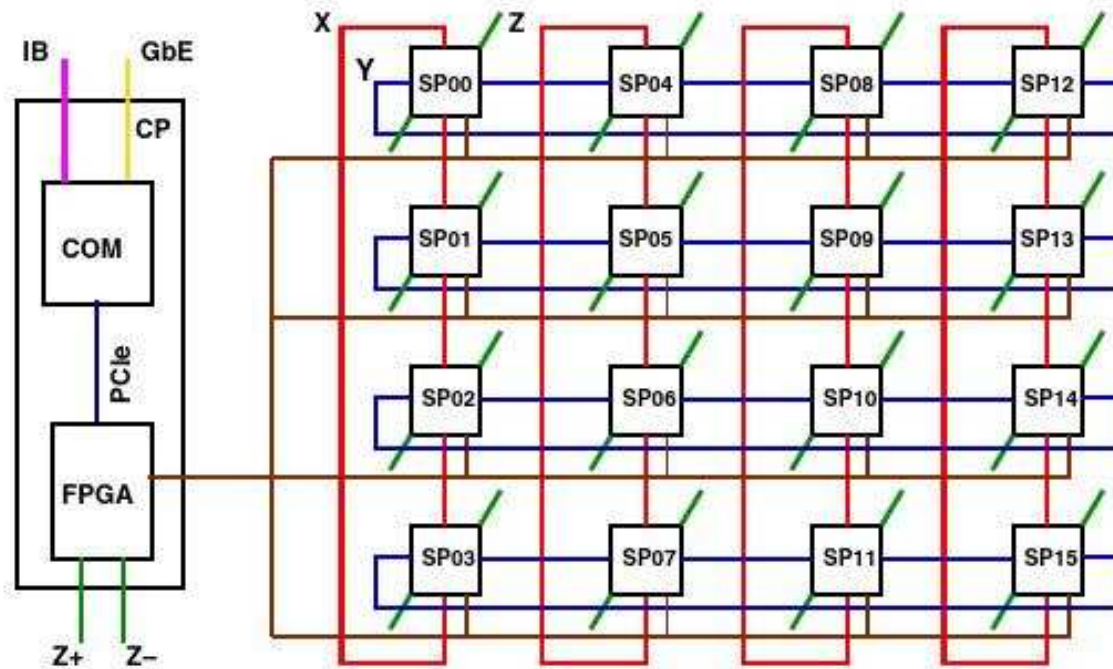 X
Z
IB
GbE
Y
SP00
SP04
SP08
SP12
CP
COM
SP01
SP05
SP09
SP13
PCIe
SP02
SP06
SP10
SP14
FPGA
SP03
SP07
SP11
SP15
Z+
Z−